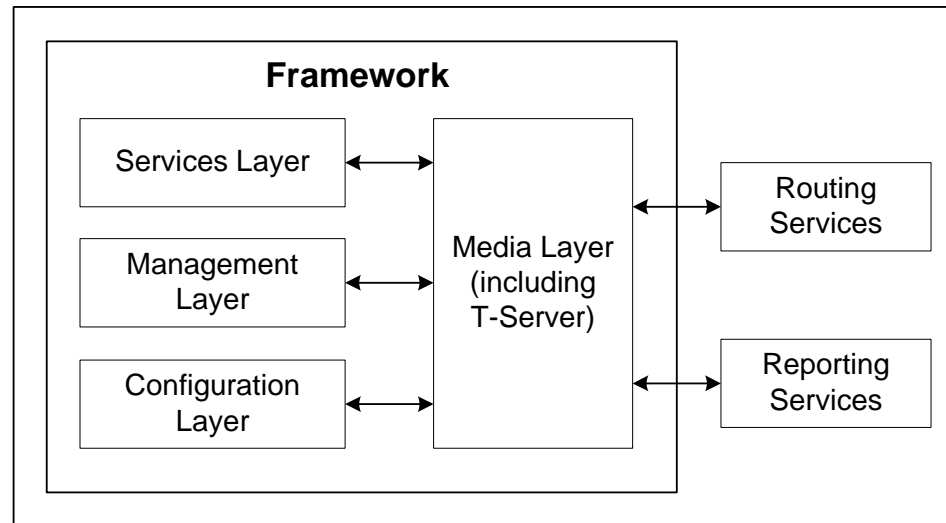 Framework
Services Layer
Management
Layer
Configuration
Layer
Media Layer
(including
T-Server)
Routing
Services
Reporting
Services